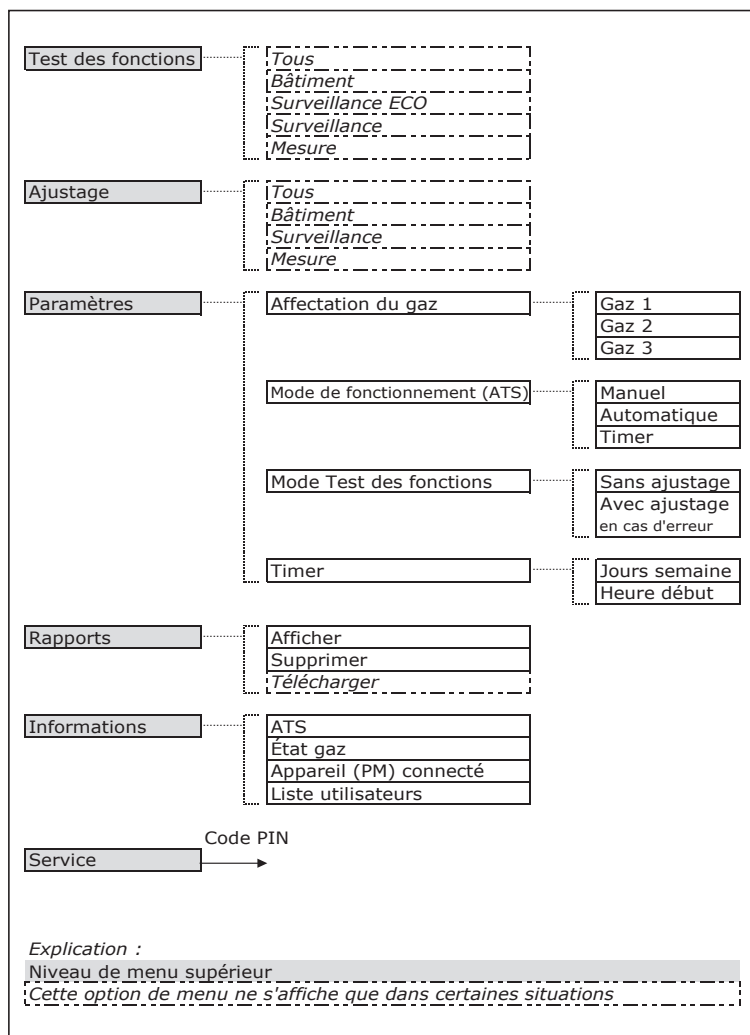 Test des fonctions
Tous
Bâtiment
Surveillance ECO
Surveillance
Mesure
Ajustage
Tous
Bâtiment
Surveillance
Mesure
Paramètres
Affectation du gaz
Gaz 1
Gaz 2
Gaz 3
Mode de fonctionnement (ATS)
Manuel
Automatique
Timer
Mode Test des fonctions
Sans ajustage
Avec ajustage
en cas d'erreur
Timer
Jours semaine
Heure début
Rapports
Afficher
Supprimer
Télécharger
Informations
ATS
État gaz
Appareil (PM) connecté
Liste utilisateurs
Code PIN
Service
Explication :
Niveau de menu supérieur
Cette option de menu ne s'affiche que dans certaines situations